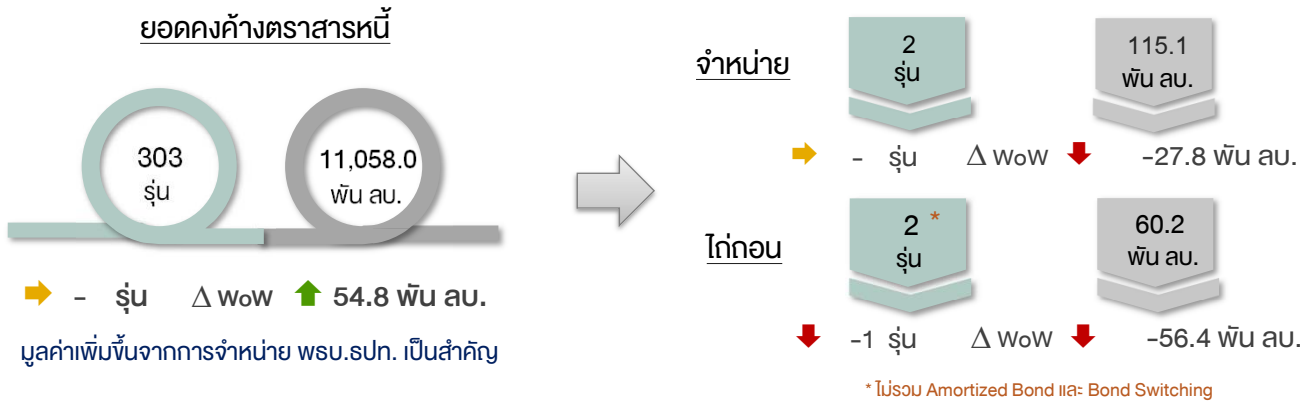 ยอดคงค้างตราสารหนี้
303
รุ่น
11,058.0
พัน ลบ.
- รุ่น Δ WoW 54.8 พัน ลบ.
มูลค่าเพิ่มขึ้นจากการจำหน่าย พธบ.ธปท. เป็นสำคัญ
จำหน่าย
2
รุ่น
115.1
พัน ลบ.
- รุ่น Δ WoW -27.8 พัน ลบ.
ไถ่ถอน
2 *
รุ่น
60.2
พัน ลบ.
-1 รุ่น Δ WoW -56.4 พัน ลบ.
* ไม่รวม Amortized Bond และ Bond Switching